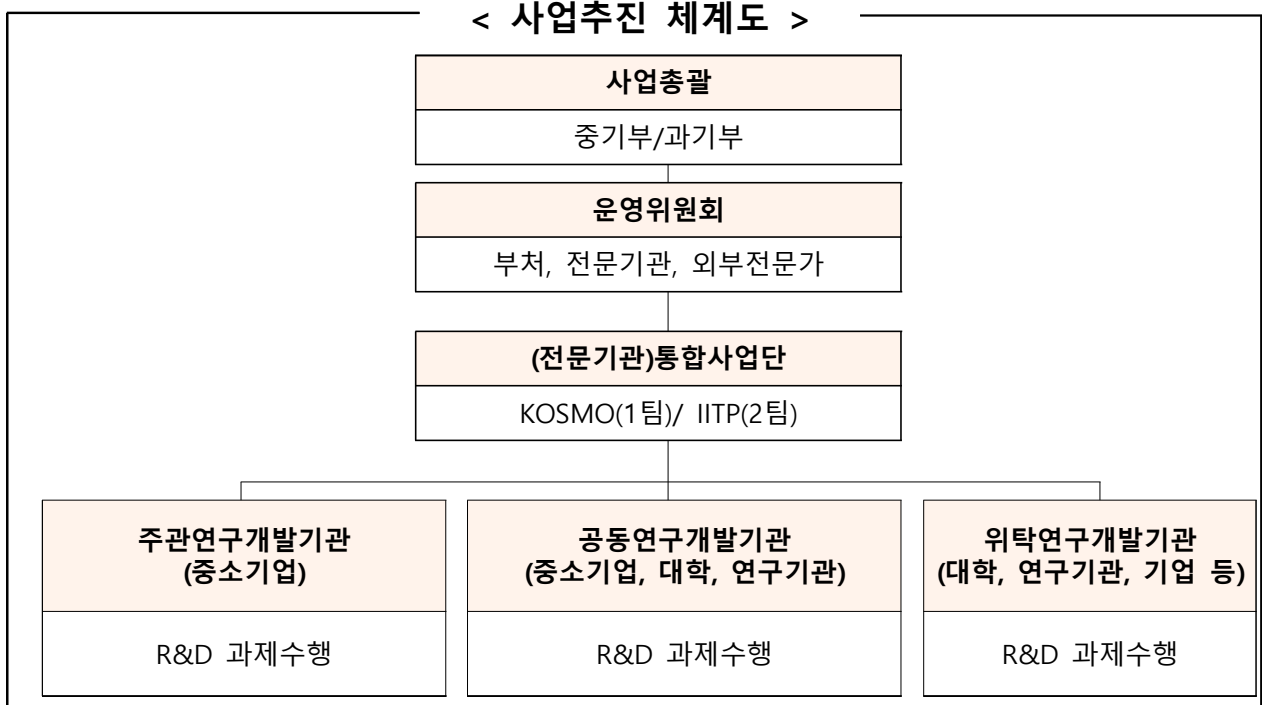 < 사업추진 체계도 >
사업총괄
중기부/과기부
운영위원회
부처, 전문기관, 외부전문가
(전문기관)통합사업단
KOSMO(1팀)/ IITP(2팀)
주관연구개발기관
(중소기업)
R&D 과제수행
공동연구개발기관
(중소기업, 대학, 연구기관)
R&D 과제수행
위탁연구개발기관
(대학, 연구기관, 기업 등)
R&D 과제수행